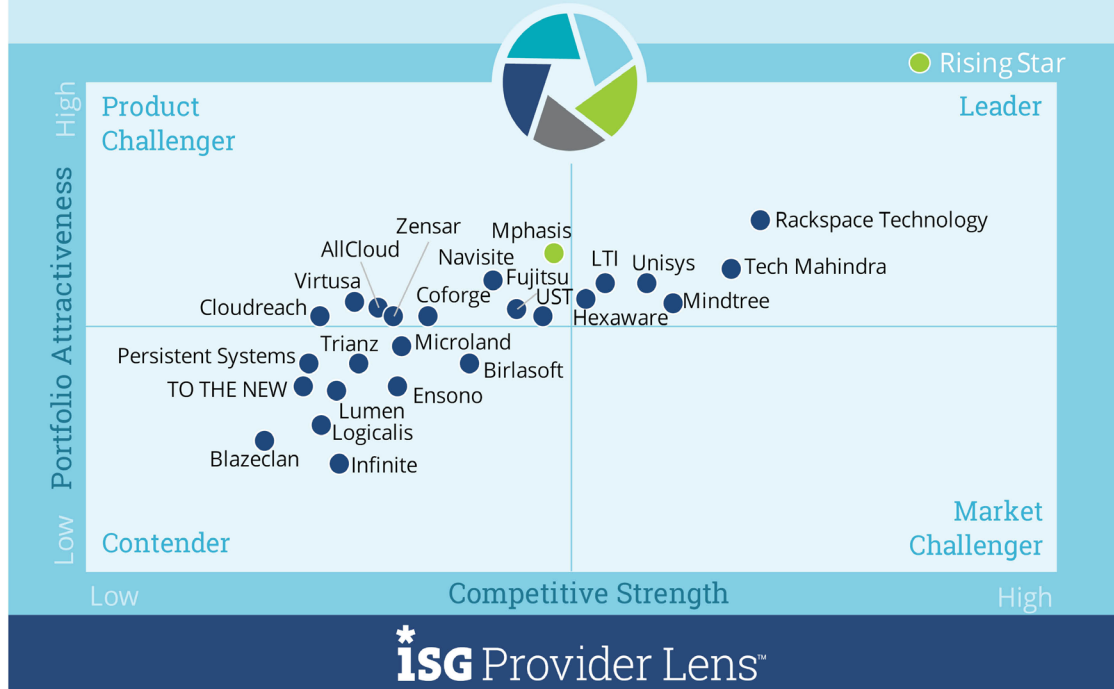 Rising Star
High
Product
Challenger
Leader
Portfolio Attractiveness
Rackspace Technology
Zensar
Mphasis
AllCloud
Navisite
LTI
Unisys
Tech Mahindra
Virtusa
Fujitsu
Coforge
UST
Mindtree
Cloudreach
Hexaware
Trianz
Microland
Persistent Systems
Birlasoft
TO THE NEW
Ensono
Lumen
Logicalis
Blazeclan
Infinite
Low
Contender
Market
Challenger
Low
Competitive Strength
High
*iSG Provider Lens™